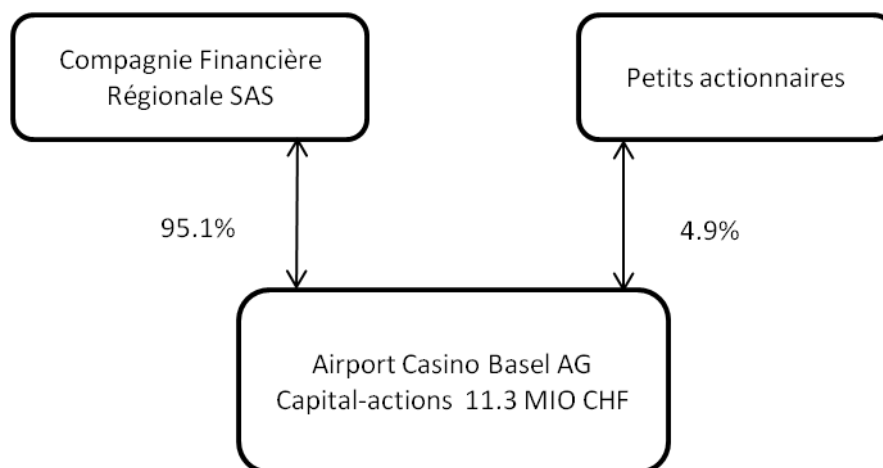 Compagnie Financière
Régionale SAS
Petits actionnaires
95.1%
4.9%
Airport Casino Basel AG
Capital-actions 11.3 MIO CHF